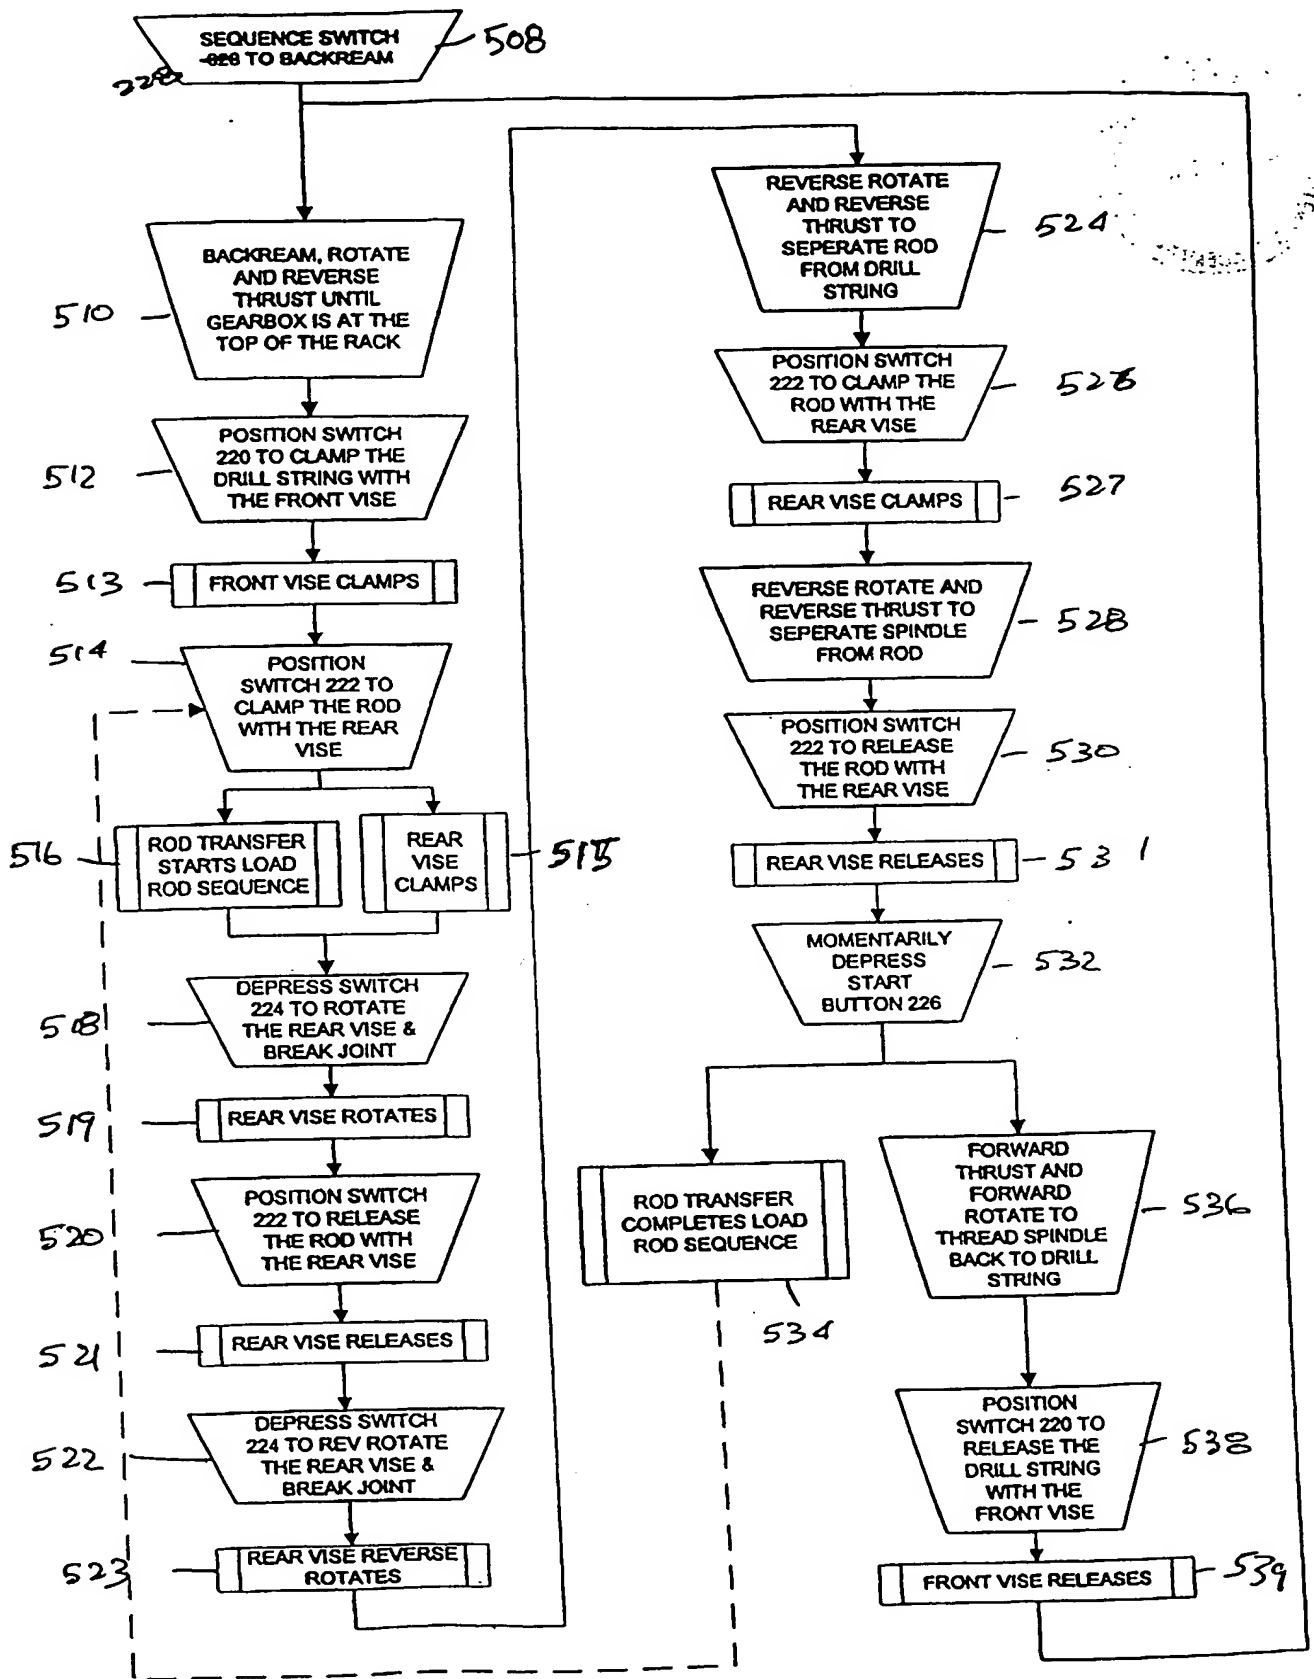 SEQUENCE SWITCH
-828 TO BACKREAM
228
508
BACKREAM, ROTATE
AND REVERSE
THRUST UNTIL
GEARBOX IS AT THE
TOP OF THE RACK
510
POSITION SWITCH
220 TO CLAMP THE
DRILL STRING WITH
THE FRONT VISE
512
FRONT VISE CLAMPS
513
POSITION
SWITCH 222 TO
CLAMP THE ROD
WITH THE REAR
VISE
514
ROD TRANSFER
STARTS LOAD
ROD SEQUENCE
516
REAR
VISE
CLAMPS
515
DEPRESS SWITCH
224 TO ROTATE
THE REAR VISE &
BREAK JOINT
518
REAR VISE ROTATES
519
POSITION SWITCH
222 TO RELEASE
THE ROD WITH
THE REAR VISE
520
REAR VISE RELEASES
521
DEPRESS SWITCH
224 TO REV ROTATE
THE REAR VISE &
BREAK JOINT
522
REAR VISE REVERSE
ROTATES
523
REVERSE ROTATE
AND REVERSE
THRUST TO
SEPERATE ROD
FROM DRILL
STRING
524
POSITION SWITCH
222 TO CLAMP THE
ROD WITH THE
REAR VISE
526
REAR VISE CLAMPS
527
REVERSE ROTATE AND
REVERSE THRUST TO
SEPERATE SPINDLE
FROM ROD
528
POSITION SWITCH
222 TO RELEASE
THE ROD WITH
THE REAR VISE
530
REAR VISE RELEASES
531
MOMENTARILY
DEPRESS
START
BUTTON 226
532
ROD TRANSFER
COMPLETES LOAD
ROD SEQUENCE
534
FORWARD
THRUST AND
FORWARD
ROTATE TO
THREAD SPINDLE
BACK TO DRILL
STRING
536
POSITION
SWITCH 220 TO
RELEASE THE
DRILL STRING
WITH THE
FRONT VISE
538
FRONT VISE RELEASES
539